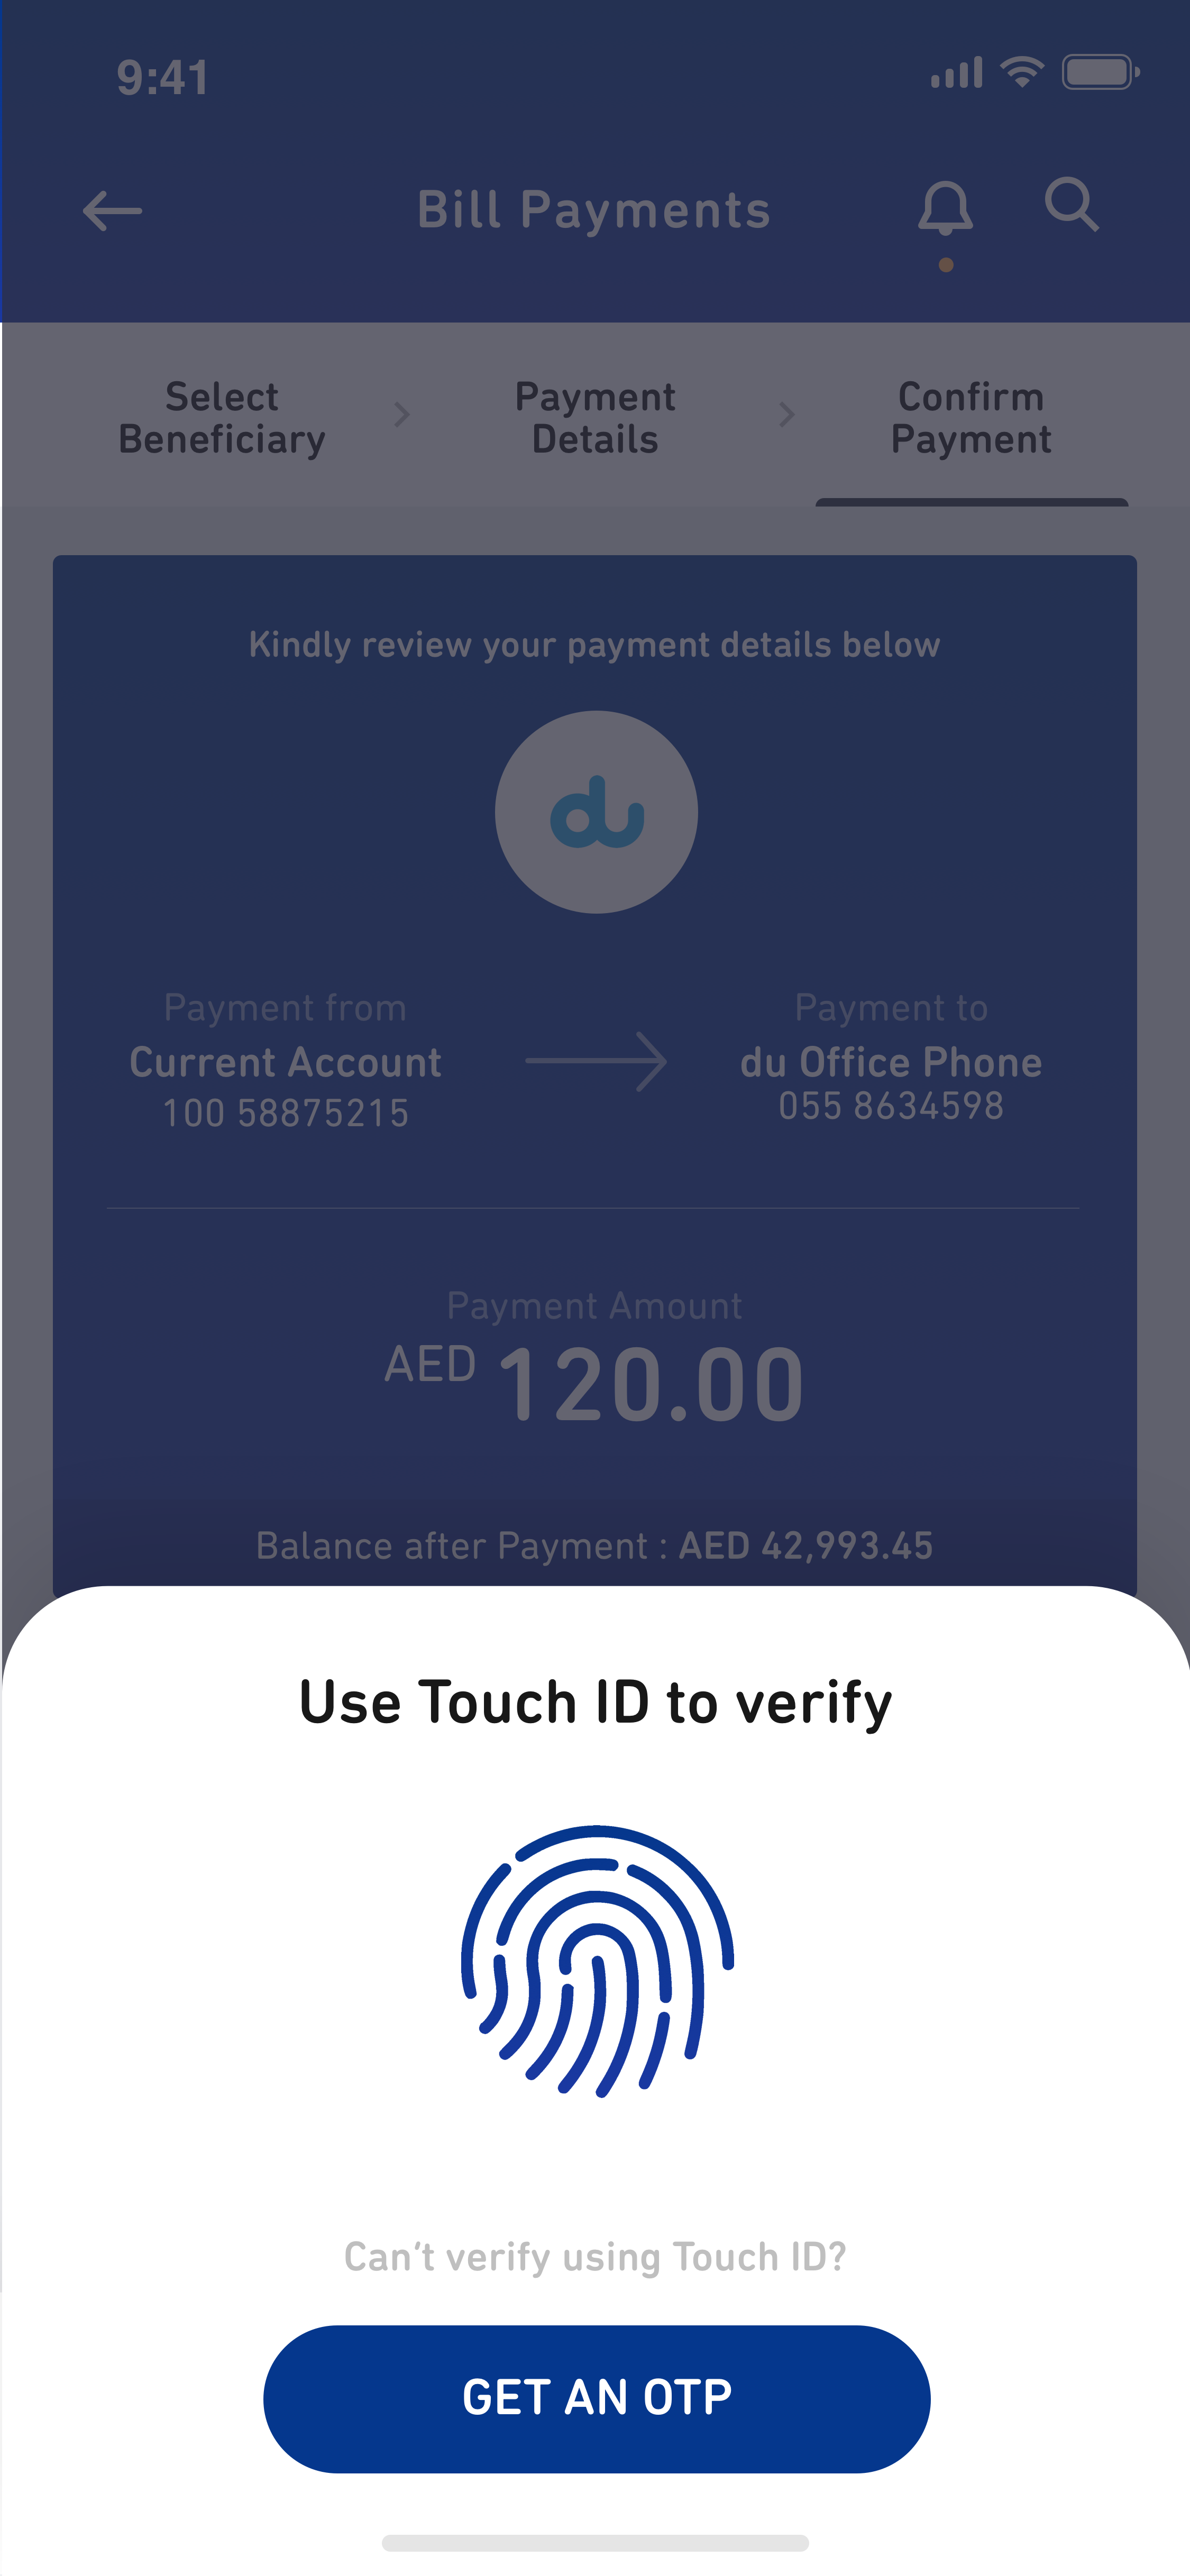 9:41
Bill Payments
Select
Beneficiary
Payment
Details
Confirm
Payment
Kindly review your payment details below
du
Payment from
Current Account
100 58875215
Payment to
du Office Phone
055 8634598
Payment Amount
AED 120.00
Balance after Payment : AED 42,993.45
Use Touch ID to verify
Can‘t verify using Touch ID?
GET AN OTP